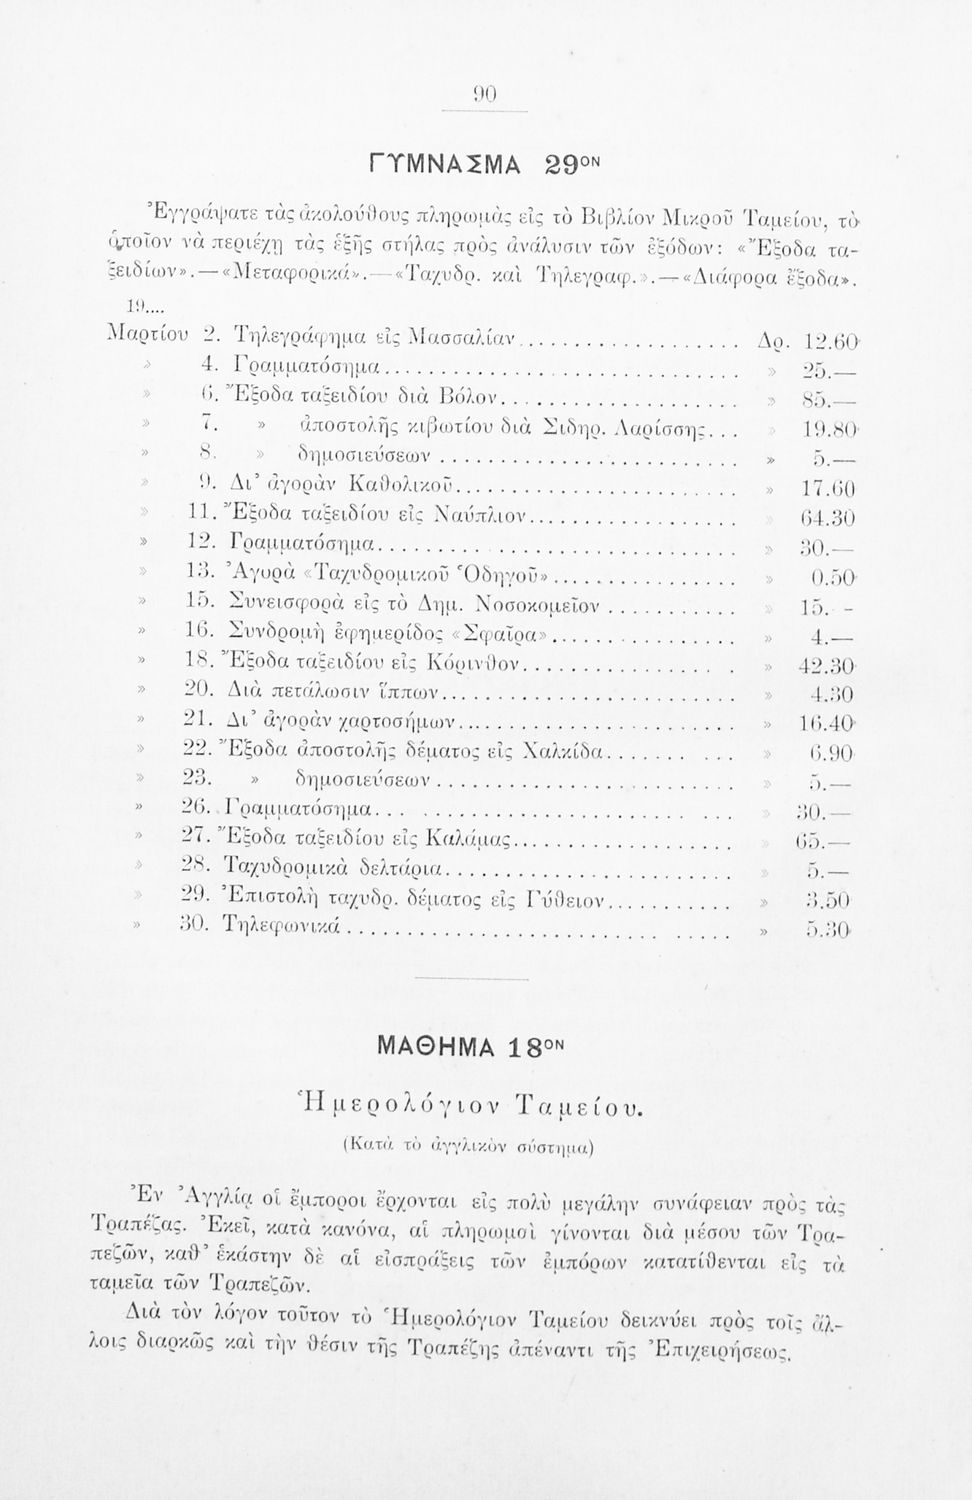 90
ΓΥΜΝΑΣΜΑ 29ΟΝ
Ἐγγράψατε τὰς ἀκολούθους πληρωμὰς εἰς τὸ Βιβλίον Μικροῦ Ταμείου, τὸ
ὁποῖον νὰ περιέχῃ τὰς ἑξῆς στήλας πρὸς ἀνάλυσιν τῶν ἐξόδων: «Ἔξοδα τα-
ξειδίων».—«Μεταφορικά».—«Ταχυδρ. καὶ Τηλεγραφ.».—«Διάφορα ἔξοδα».
19....
Μαρτίου 2. Τηλεγράφημα εἰς Μασσαλίαν .................. Δρ. 12.60
» 4. Γραμματόσημα .................. » 25.—
» 6. Ἔξοδα ταξειδίου διὰ Βόλον .................. » 85.—
» 7. » ἀποστολῆς κιβωτίου διὰ Σιδηρ. Λαρίσσης... » 19.80
» 8. » δημοσιεύσεων .................. » 5.—
» 9. Δι’ ἀγορὰν Καθολικοῦ .................. » 17.60
» 11. Ἔξοδα ταξειδίου εἰς Ναύπλιον .................. » 64.30
» 12. Γραμματόσημα .................. » 30.—
» 13. Ἀγορὰ «Ταχυδρομικοῦ Ὁδηγοῦ» .................. » 0.50
» 15. Συνεισφορὰ εἰς τὸ Δημ. Νοσοκομεῖον .................. » 15.-
» 16. Συνδρομὴ ἐφημερίδος «Σφαῖρα» .................. » 4.—
» 18. Ἔξοδα ταξειδίου εἰς Κόρινθον .................. » 42.30
» 20. Διὰ πετάλωσιν ἵππων .................. » 4.30
» 21. Δι’ ἀγορὰν χαρτοσήμων .................. » 16.40
» 22. Ἔξοδα ἀποστολῆς δέματος εἰς Χαλκίδα .................. » 6.90
» 23. » δημοσιεύσεων .................. » 5.—
» 26. Γραμματόσημα .................. » 30.—
» 27. Ἔξοδα ταξειδίου εἰς Καλάμας .................. » 65.—
» 28. Ταχυδρομικὰ δελτάρια .................. » 5.—
» 29. Ἐπιστολὴ ταχυδρ. δέματος εἰς Γύθειον .................. » 3.50
» 30. Τηλεφωνικά .................. » 5.30
ΜΑΘΗΜΑ 18ΟΝ
Ἡμερολόγιον Ταμείου.
(Κατὰ τὸ ἀγγλικὸν σύστημα)
Ἐν Ἀγγλίᾳ οἱ ἔμποροι ἔρχονται εἰς πολὺ μεγάλην συνάφειαν πρὸς τὰς
Τραπέζας. Ἐκεῖ, κατὰ κανόνα, αἱ πληρωμαὶ γίνονται διὰ μέσου τῶν Τρα-
πεζῶν, καθ’ ἑκάστην δὲ αἱ εἰσπράξεις τῶν ἐμπόρων κατατίθενται εἰς τὰ
ταμεῖα τῶν Τραπεζῶν.
Διὰ τὸν λόγον τοῦτον τὸ Ἡμερολόγιον Ταμείου δεικνύει πρὸς τοῖς ἄλ-
λοις διαρκῶς καὶ τὴν θέσιν τῆς Τραπέζης ἀπέναντι τῆς Ἐπιχειρήσεως.